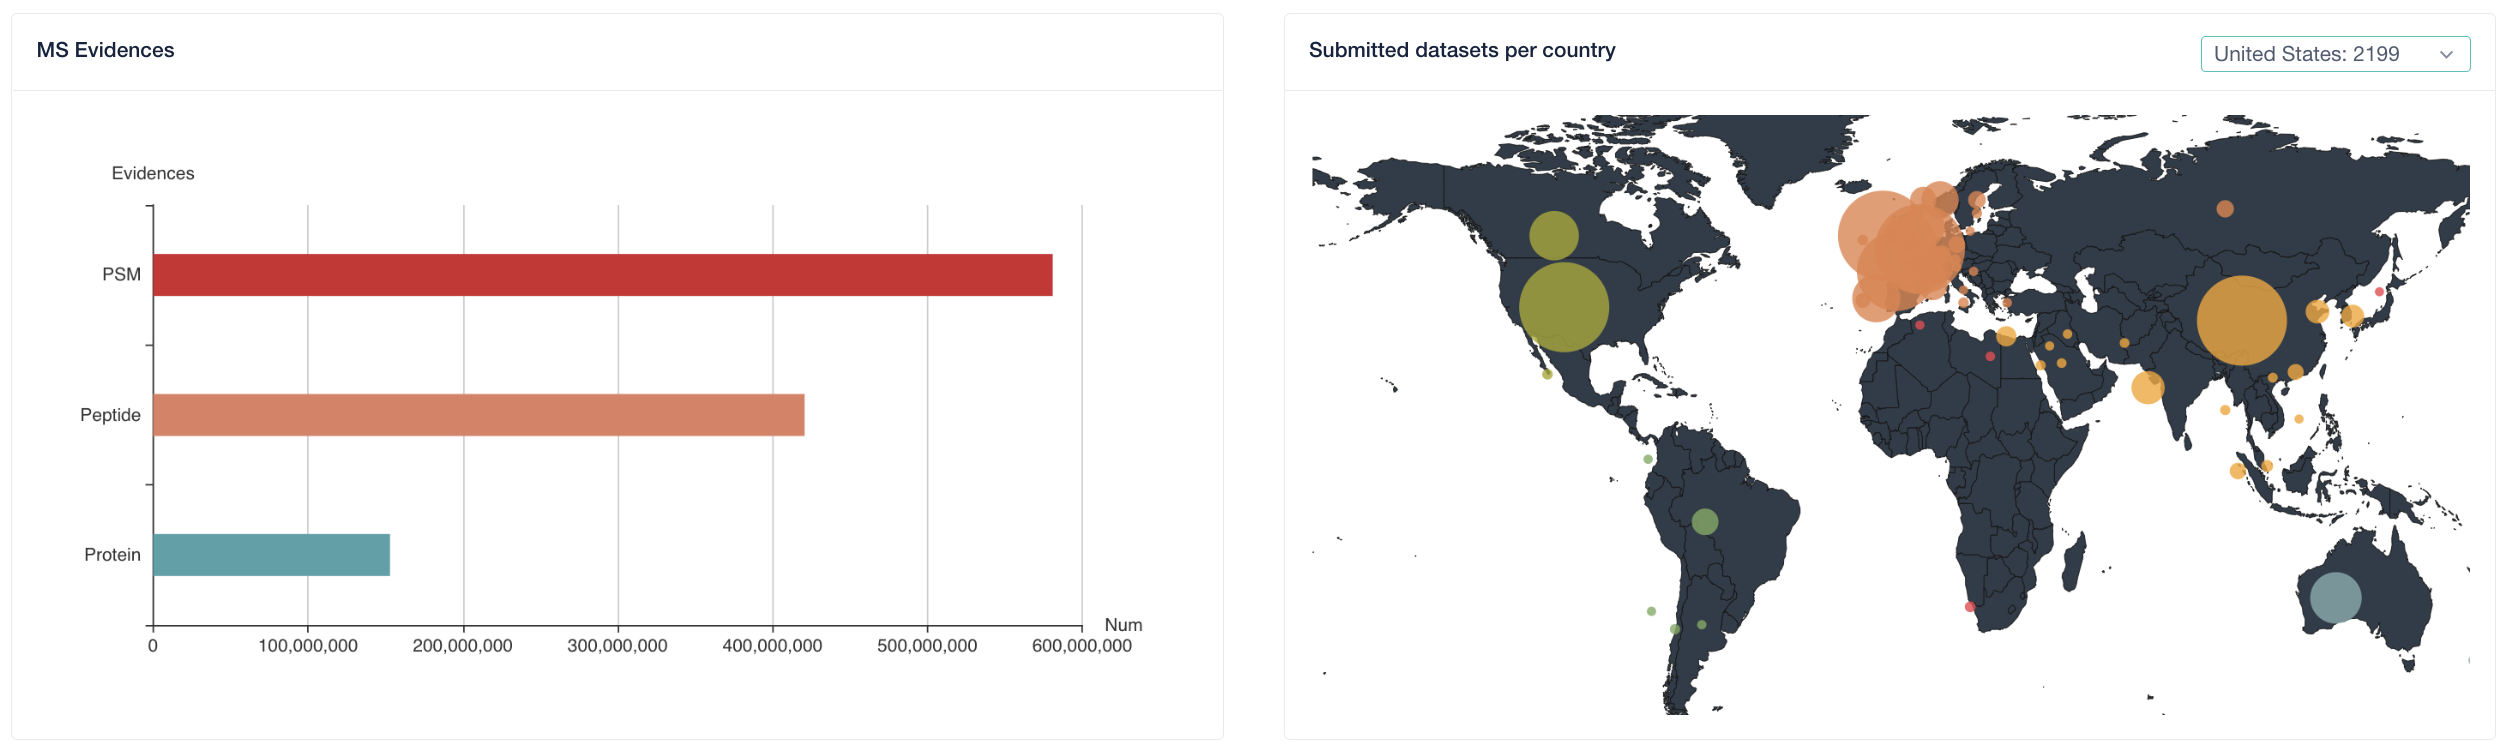 MS Evidences
Evidences
PSM
Peptide
Protein
Num
0 100,000,000 200,000,000 300,000,000 400,000,000 500,000,000 600,000,000
Submitted datasets per country
United States: 2199